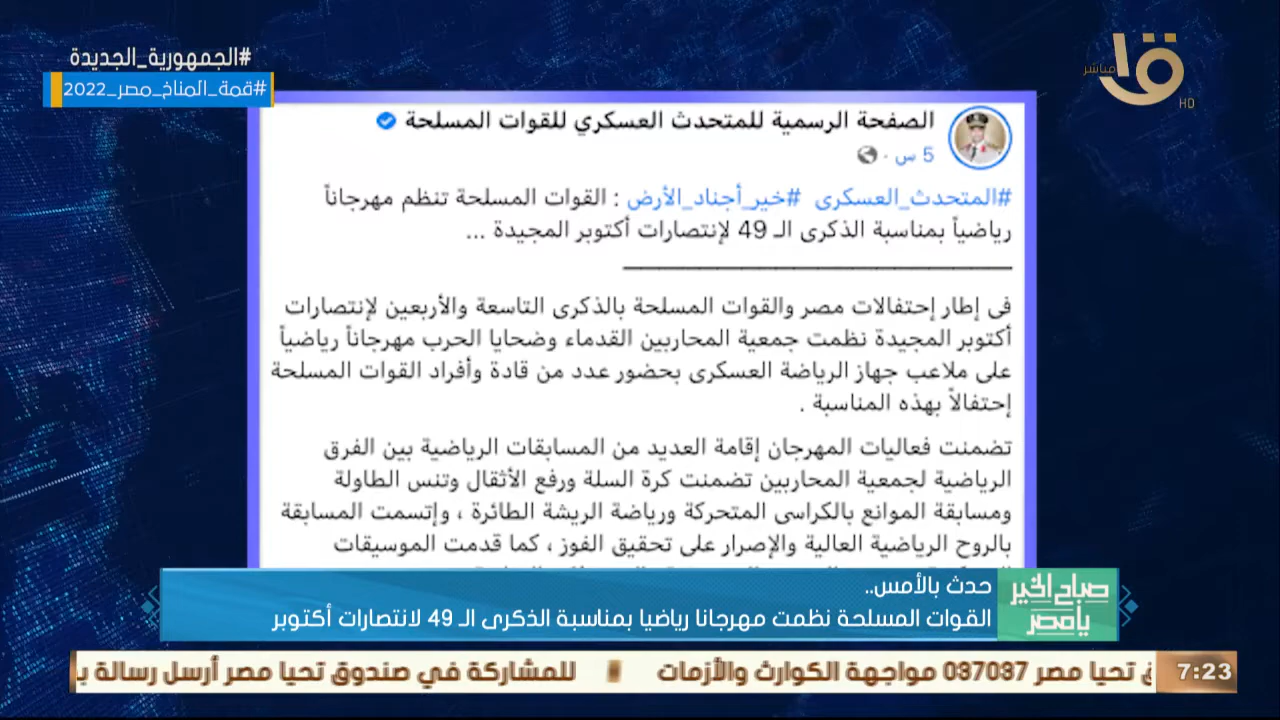 #الجمهورية_الجديدة
#قمة_المناخ_مصر_2022
مباشر
HD
الصفحة الرسمية للمتحدث العسكري للقوات المسلحة
5 س ·
#المتحدث_العسكرى #خير_أجناد_الأرض : القوات المسلحة تنظم مهرجاناً
رياضياً بمناسبة الذكرى الـ 49 لإنتصارات أكتوبر المجيدة ...
فى إطار إحتفالات مصر والقوات المسلحة بالذكرى التاسعة والأربعين لإنتصارات
أكتوبر المجيدة نظمت جمعية المحاربين القدماء وضحايا الحرب مهرجاناً رياضياً
على ملاعب جهاز الرياضة العسكرى بحضور عدد من قادة وأفراد القوات المسلحة
إحتفالاً بهذه المناسبة .
تضمنت فعاليات المهرجان إقامة العديد من المسابقات الرياضية بين الفرق
الرياضية لجمعية المحاربين تضمنت كرة السلة ورفع الأثقال وتنس الطاولة
ومسابقة الموانع بالكراسى المتحركة ورياضة الريشة الطائرة ، وإتسمت المسابقة
بالروح الرياضية العالية والإصرار على تحقيق الفوز ، كما قدمت الموسيقات
صباح الخير يا مصر
حدث بالأمس..
القوات المسلحة نظمت مهرجانا رياضيا بمناسبة الذكرى الـ 49 لانتصارات أكتوبر
7:23 ق تحيا مصر 037037 مواجهة الكوارث والأزمات للمشاركة في صندوق تحيا مصر أرسل رسالة ب